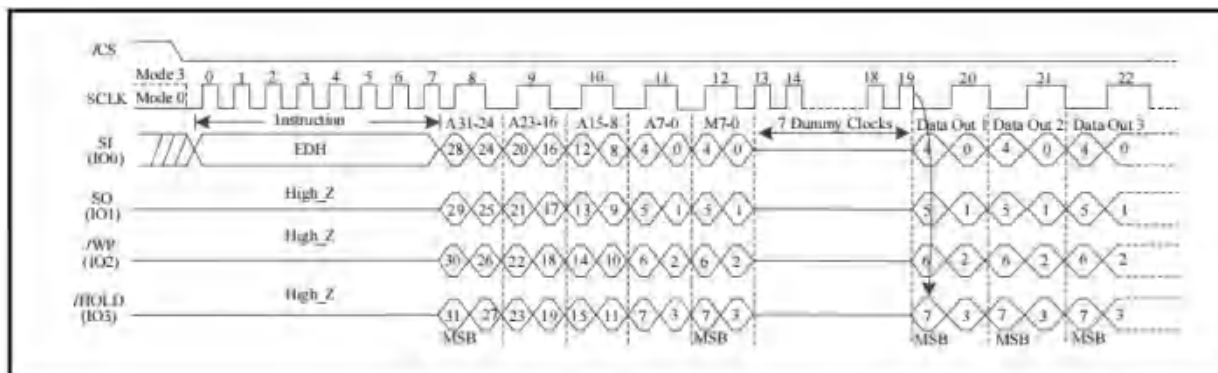 /CS
Mode 3 0 1 2 3 4 5 6 7 8 9 10 11 12 13 14 18 19 20 21 22
SCLK Mode 0
Instruction A31-24 A23-16 A15-8 A7-0 M7-0 7 Dummy Clocks Data Out 1 Data Out 2 Data Out 3
SI
(IO0) EDH 28 24 20 16 12 8 4 0 4 0 4 0 4 0 4 0
High_Z
SO
(IO1) 29 25 21 17 13 9 5 1 5 1 5 1 5 1 5 1
High_Z
/WP
(IO2) 30 26 22 18 14 10 6 2 6 2 6 2 6 2 6 2
High_Z
/HOLD
(IO3) 31 27 23 19 15 11 7 3 7 3 7 3 7 3 7 3
MSB MSB MSB MSB MSB